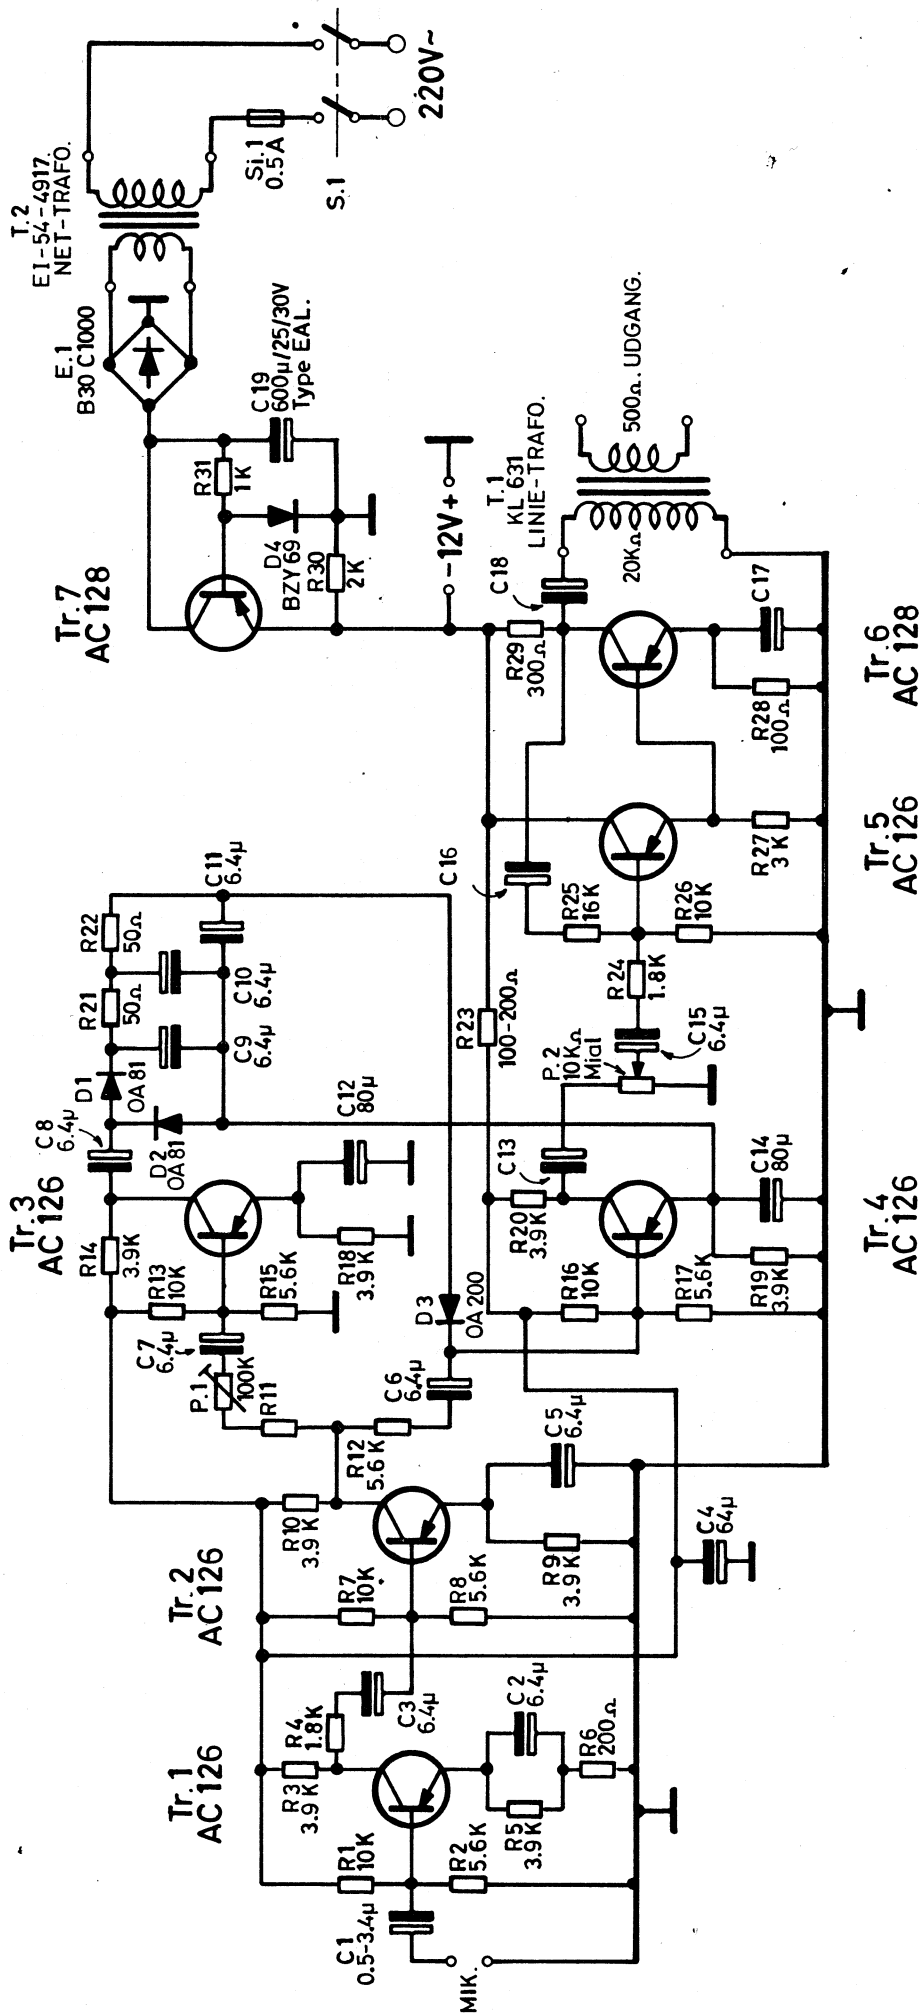 Tr.1
AC 126
Tr.2
AC 126
Tr.3
AC 126
Tr.7
AC 128
T.2
EI-54-4917.
NET-TRAFO.
E.1
B30 C1000
Si.1
0.5A
S.1
220V~
R14
3.9K
C8
6.4µ
D1
OA 81
R21
50Ω
R22
50Ω
C11
6.4µ
R13
10K
D2
OA 81
C9
6.4µ
C10
6.4µ
C7
6.4µ
P.1
100K
R11
R15
5.6K
R18
3.9K
C12
80µ
R31
1K
C19
600µ/25/30V
Type EAL.
D4
BZY 69
R30
2K
-12V+
R1
10K
R3
3.9K
R4
1.8K
R7
10K
R10
3.9K
R12
5.6K
C6
6.4µ
D3
OA 200
C1
0.5-3.4µ
C3
6.4µ
MIK.
R2
5.6K
R5
3.9K
C2
6.4µ
R6
200Ω
R8
5.6K
R9
3.9K
C5
6.4µ
C4
64µ
R16
10K
R20
3.9K
C13
R23
100-200Ω
P.2
10KΩ
Mial
C15
6.4µ
R24
1.8K
R25
16K
C16
R26
10K
R29
300Ω
C18
T.1
KL 631
LINIE-TRAFO.
20KΩ
500Ω. UDGANG.
R17
5.6K
R19
3.9K
C14
80µ
R27
3K
R28
100Ω
C17
Tr.4
AC 126
Tr.5
AC 126
Tr.6
AC 128